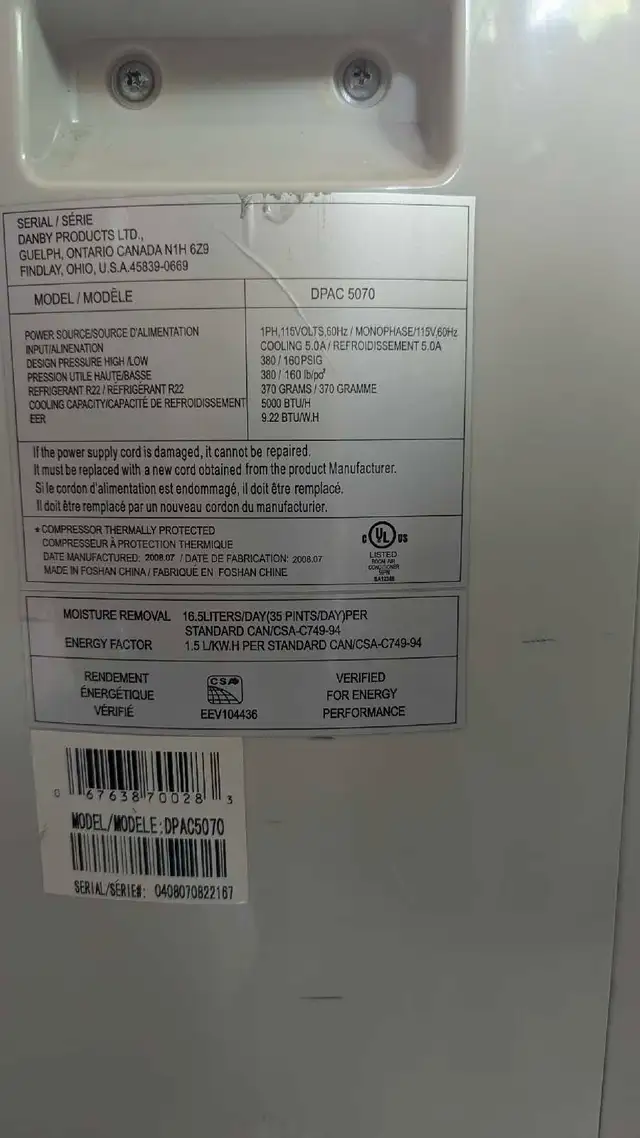 SERIAL / SÉRIE
DANBY PRODUCTS LTD.,
GUELPH, ONTARIO CANADA N1H 6Z9
FINDLAY, OHIO, U.S.A.45839-0669
MODEL / MODÈLE DPAC 5070
POWER SOURCE/SOURCE D'ALIMENTATION 1PH,115VOLTS,60Hz / MONOPHASE/115V,60Hz
INPUT/ALINENATION COOLING 5.0A / REFROIDISSEMENT 5.0A
DESIGN PRESSURE HIGH /LOW 380 / 160PSIG
PRESSION UTILE HAUTE/BASSE 380 / 160 lb/po²
REFRIGERANT R22 / RÉFRIGÉRANT R22 370 GRAMS / 370 GRAMME
COOLING CAPACITY/CAPACITÉ DE REFROIDISSEMENT 5000 BTU/H
EER 9.22 BTU/W.H
If the power supply cord is damaged, it cannot be repaired.
It must be replaced with a new cord obtained from the product Manufacturer.
Si le cordon d'alimentation est endommagé, il doit être remplacé.
Il doit être remplacé par un nouveau cordon du manufacturier.
* COMPRESSOR THERMALLY PROTECTED
COMPRESSEUR À PROTECTION THERMIQUE
DATE MANUFACTURED: 2008.07 / DATE DE FABRICATION: 2008.07
MADE IN FOSHAN CHINA / FABRIQUE EN FOSHAN CHINE
C UL US
LISTED
ROOM AIR
CONDITIONER
MOISTURE REMOVAL 16.5LITERS/DAY(35 PINTS/DAY)PER
STANDARD CAN/CSA-C749-94
ENERGY FACTOR 1.5 L/KW.H PER STANDARD CAN/CSA-C749-94
RENDEMENT
ÉNERGÉTIQUE
VÉRIFIÉ
CSA
EEV104436
VERIFIED
FOR ENERGY
PERFORMANCE
0 67638 70028 3
MODEL/MODÈLE:DPAC5070
SERIAL/SÉRIE#: 0408070822167